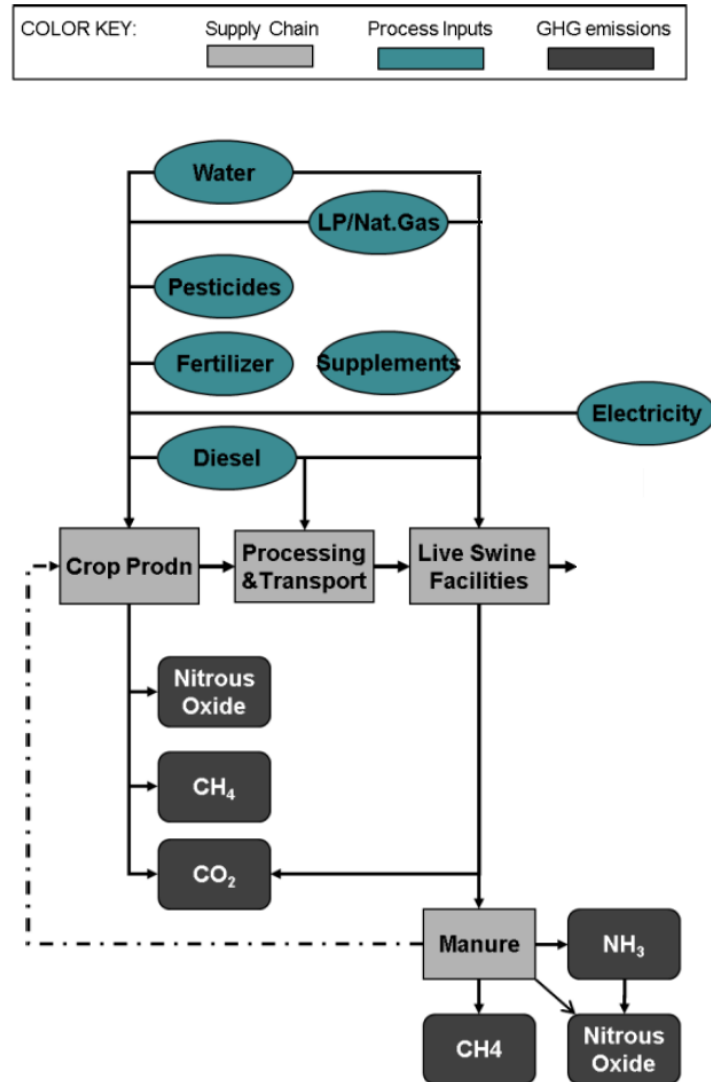 COLOR KEY: Supply Chain Process Inputs GHG emissions
Water
LP/Nat.Gas
Pesticides
Fertilizer
Supplements
Electricity
Diesel
Crop Prodn
Processing
&Transport
Live Swine
Facilities
Nitrous
Oxide
CH₄
CO₂
Manure
NH₃
CH4
Nitrous
Oxide